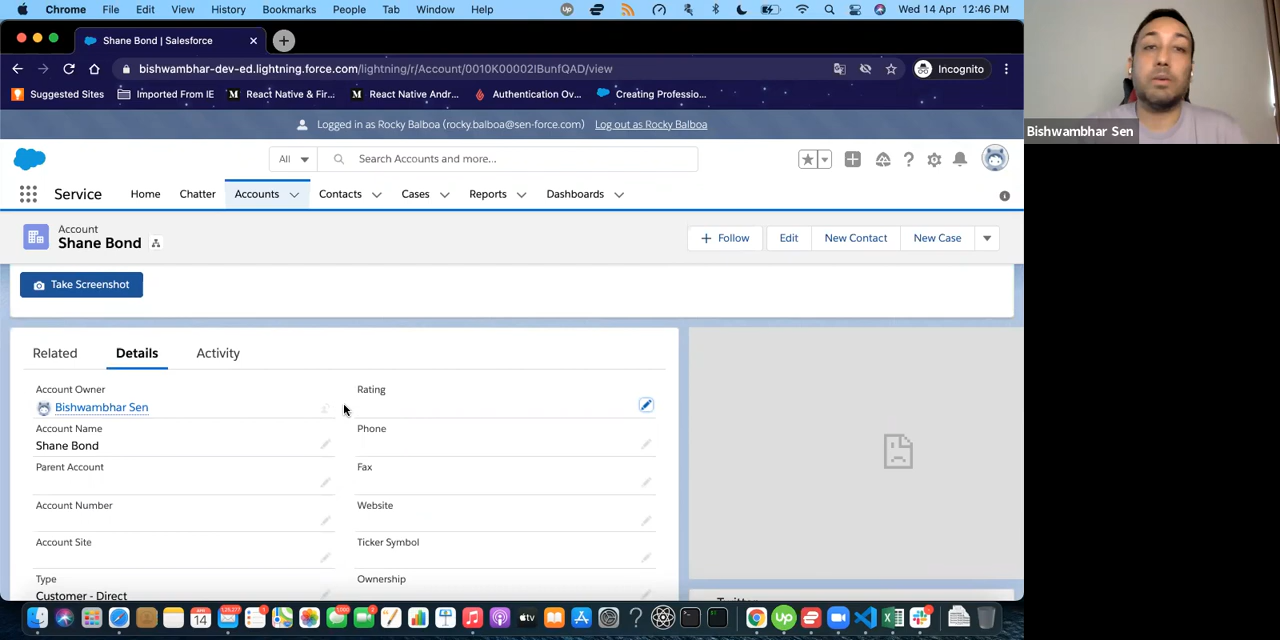 Chrome File Edit View History Bookmarks People Tab Window Help Wed 14 Apr 12:46 PM
Shane Bond | Salesforce
bishwambhar-dev-ed.lightning.force.com/lightning/r/Account/0010K00002IBunfQAD/view Incognito
Suggested Sites Imported From IE React Native & Fir... React Native Andr... Authentication Ov... Creating Professio...
Bishwambhar Sen
Logged in as Rocky Balboa (rocky.balboa@sen-force.com) Log out as Rocky Balboa
All Search Accounts and more...
Service Home Chatter Accounts Contacts Cases Reports Dashboards
Account
Shane Bond
Follow Edit New Contact New Case
Take Screenshot
Related Details Activity
Account Owner Rating
Bishwambhar Sen
Account Name Phone
Shane Bond
Parent Account Fax
Account Number Website
Account Site Ticker Symbol
Type Ownership
Customer - Direct